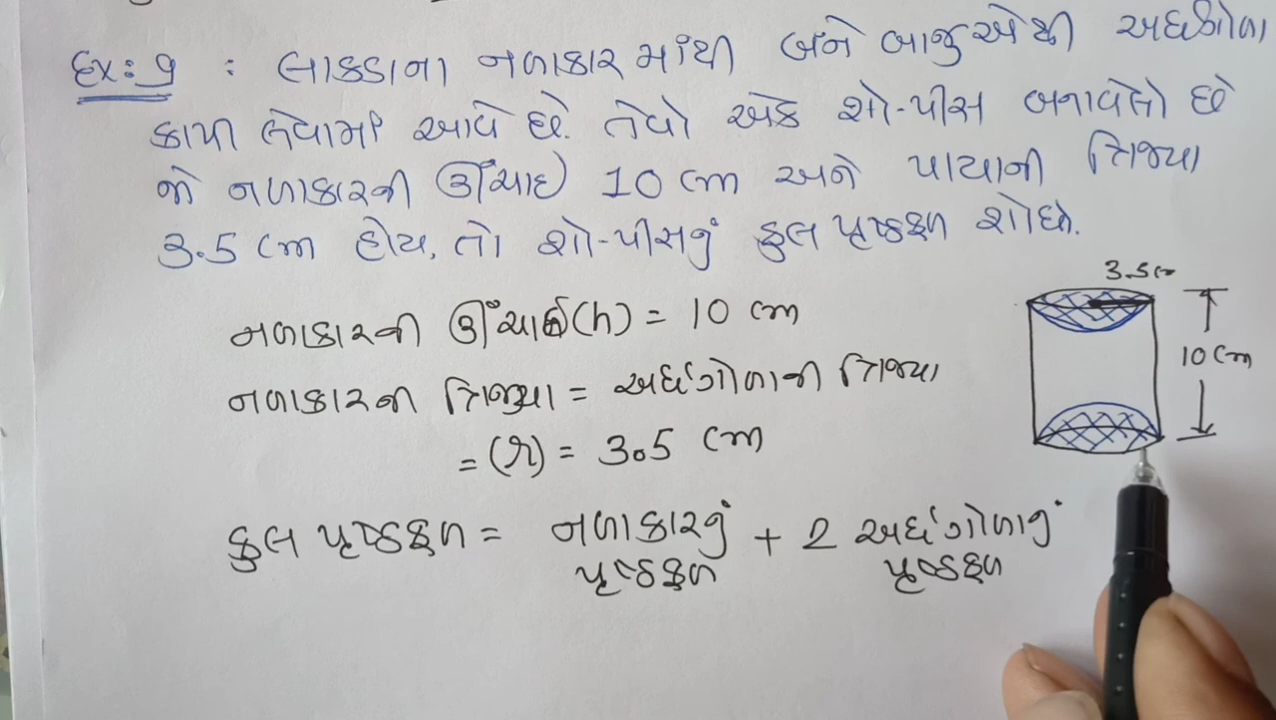 Ex: 9 : લાકડાના નળાકાર માંથી બંને બાજુએથી અર્ધગોળા
કાપી લેવામાં આવે છે. તેવો એક શો-પીસ બનાવેલો છે
જો નળાકારની ઊંચાઇ 10 cm અને પાયાની ત્રિજ્યા
3.5 cm હોય, તો શો-પીસનું કુલ પૃષ્ઠફળ શોધો.
3.5 cm
નળાકારની ઊંચાઈ (h) = 10 cm
10 cm
નળાકારની ત્રિજ્યા = અર્ધગોળાની ત્રિજ્યા
= (r) = 3.5 cm
કુલ પૃષ્ઠફળ = નળાકારનું + 2 અર્ધગોળાનું
પૃષ્ઠફળ પૃષ્ઠફળ